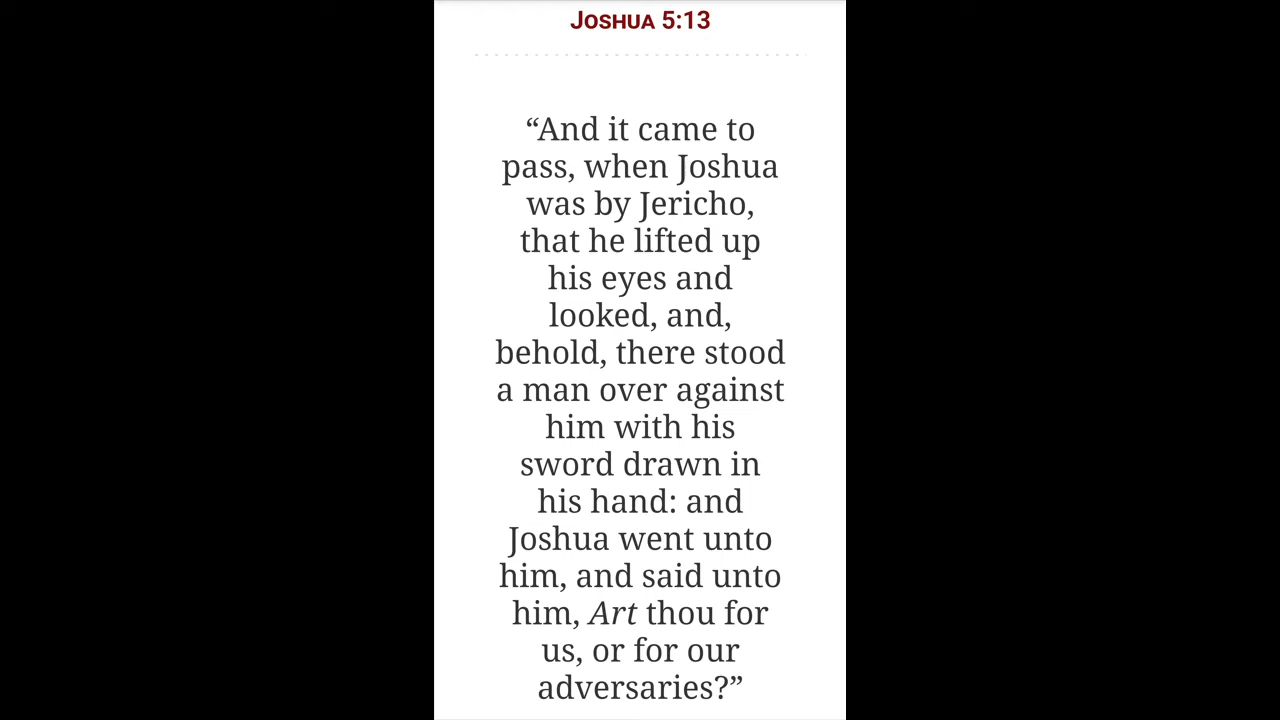 Joshua 5:13
“And it came to
pass, when Joshua
was by Jericho,
that he lifted up
his eyes and
looked, and,
behold, there stood
a man over against
him with his
sword drawn in
his hand: and
Joshua went unto
him, and said unto
him, Art thou for
us, or for our
adversaries?”